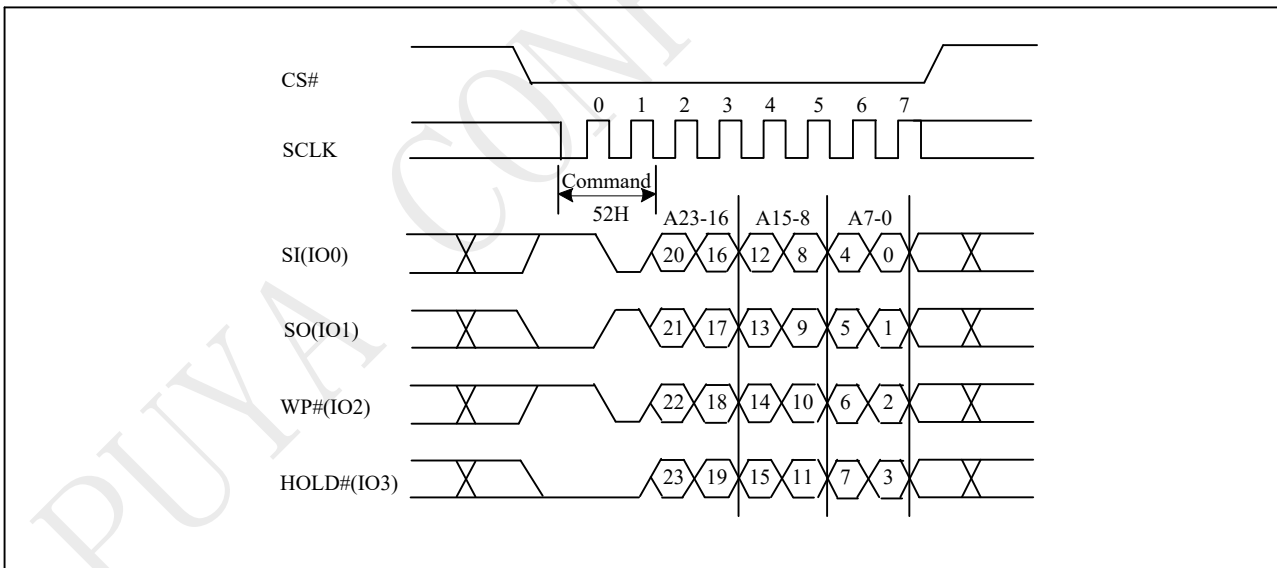 PUYA CONF
CS#
0 1 2 3 4 5 6 7
SCLK
Command
52H
A23-16 A15-8 A7-0
SI(IO0) 20 16 12 8 4 0
SO(IO1) 21 17 13 9 5 1
WP#(IO2) 22 18 14 10 6 2
HOLD#(IO3) 23 19 15 11 7 3